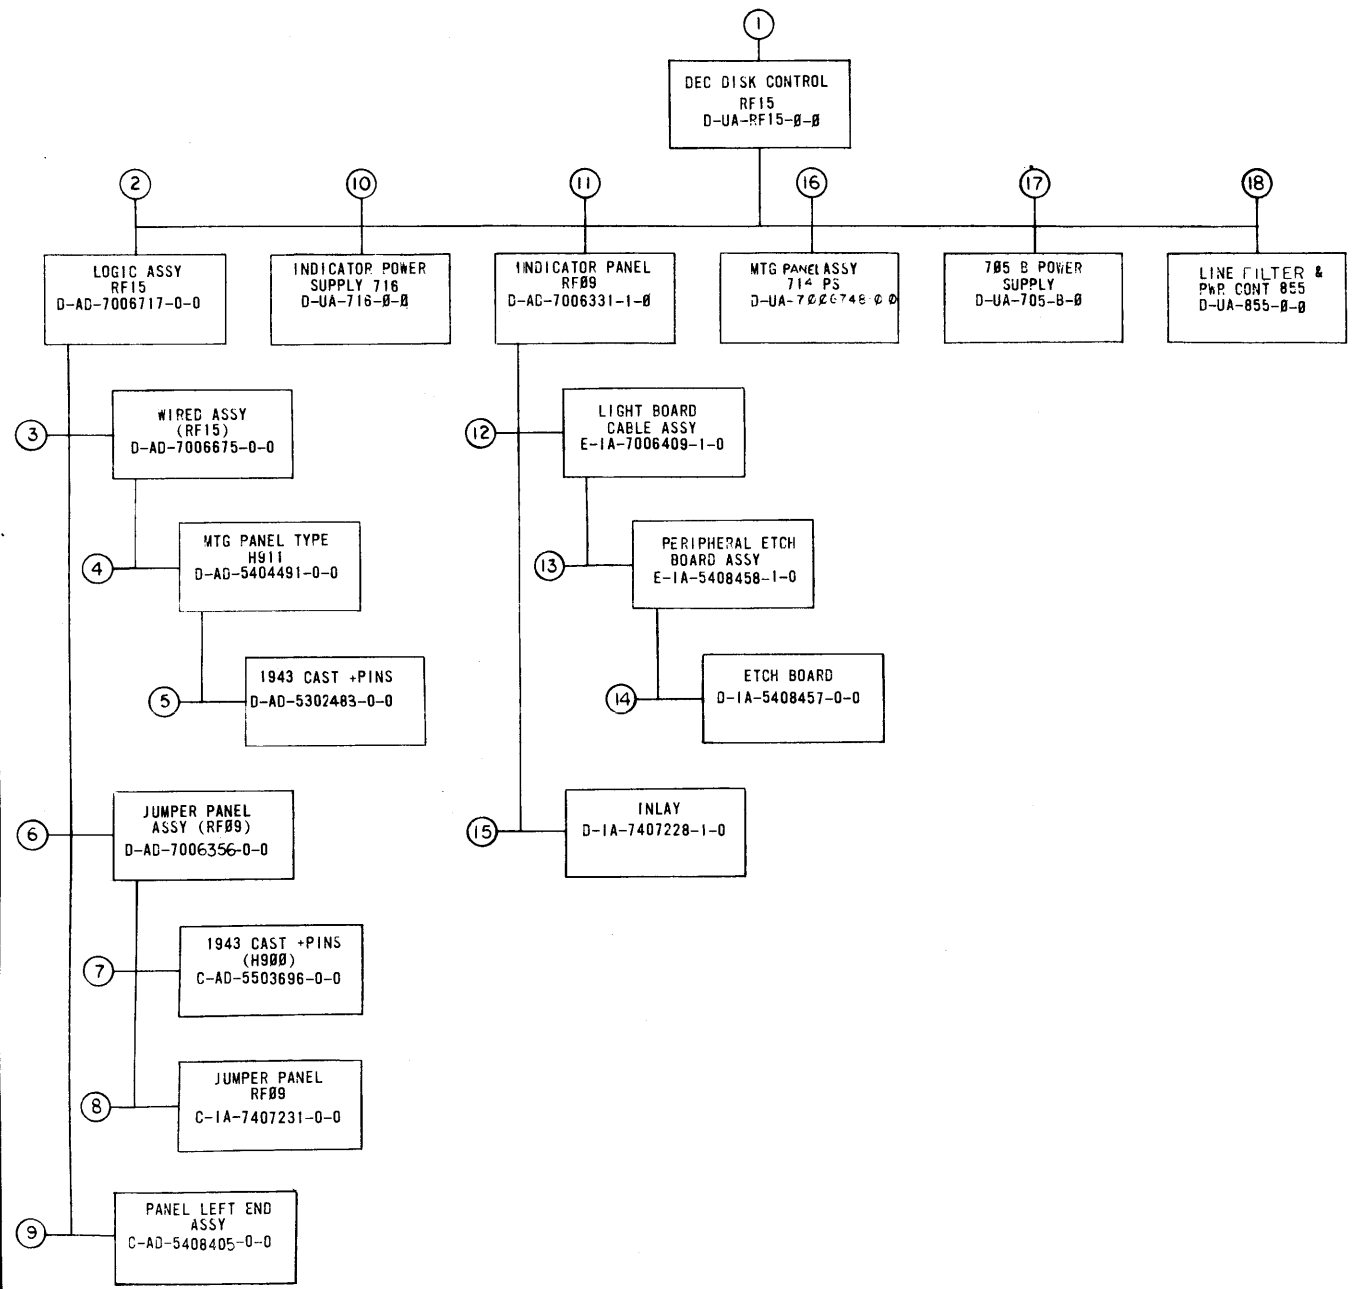 1
DEC DISK CONTROL
RF15
D-UA-RF15-Ø-Ø
2
10
11
16
17
18
LOGIC ASSY
RF15
D-AD-7006717-0-0
INDICATOR POWER
SUPPLY 716
D-UA-716-Ø-Ø
INDICATOR PANEL
RFØ9
D-AD-7006331-1-Ø
MTG PANEL ASSY
714 PS
D-UA-7ØØ6748-Ø-Ø
7Ø5 B POWER
SUPPLY
D-UA-705-B-Ø
LINE FILTER &
PWR CONT 855
D-UA-855-Ø-Ø
3
WIRED ASSY
(RF15)
D-AD-7006675-0-0
12
LIGHT BOARD
CABLE ASSY
E-IA-7006409-1-0
4
MTG PANEL TYPE
H911
D-AD-5404491-0-0
13
PERIPHERAL ETCH
BOARD ASSY
E-IA-5408458-1-0
5
1943 CAST +PINS
D-AD-5302483-0-0
14
ETCH BOARD
D-IA-5408457-0-0
6
JUMPER PANEL
ASSY (RFØ9)
D-AD-7006356-0-0
15
INLAY
D-IA-7407228-1-0
7
1943 CAST +PINS
(H9ØØ)
C-AD-5503696-0-0
8
JUMPER PANEL
RFØ9
C-IA-7407231-0-0
9
PANEL LEFT END
ASSY
C-AD-5408405-0-0